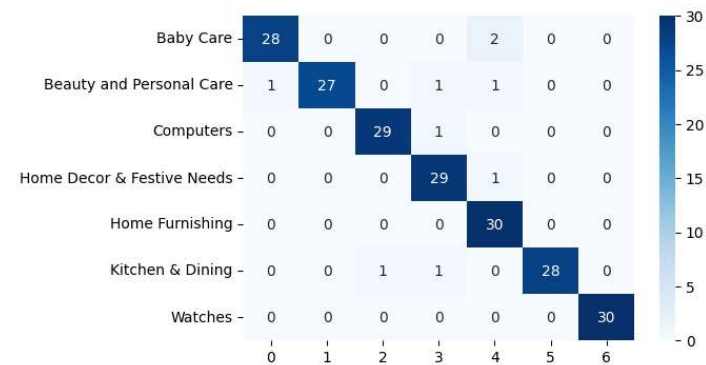 30
Baby Care 28 0 0 0 2 0 0
25
Beauty and Personal Care 1 27 0 1 1 0 0
20
Computers 0 0 29 1 0 0 0
Home Decor & Festive Needs 0 0 0 29 1 0 0
15
Home Furnishing 0 0 0 0 30 0 0
10
Kitchen & Dining 0 0 1 1 0 28 0
5
Watches 0 0 0 0 0 0 30
0
0 1 2 3 4 5 6